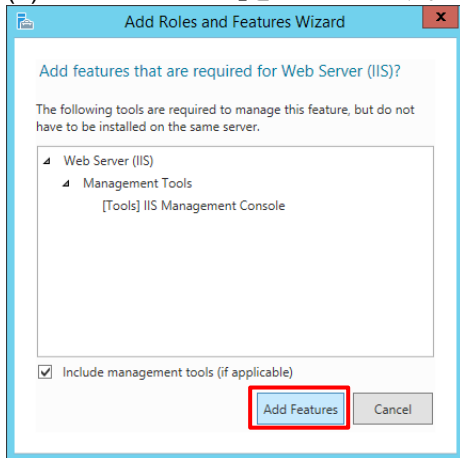 Add Roles and Features Wizard
x
Add features that are required for Web Server (IIS)?
The following tools are required to manage this feature, but do not
have to be installed on the same server.
Web Server (IIS)
Management Tools
[Tools] IIS Management Console
Include management tools (if applicable)
Add Features Cancel